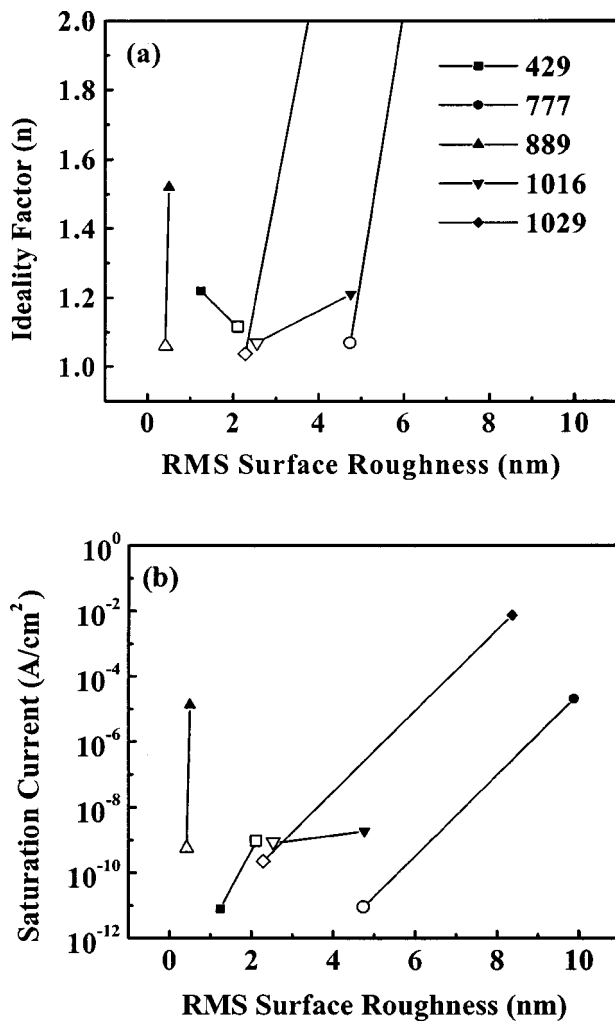 (a)
2.0
1.8
1.6
1.4
1.2
1.0
Ideality Factor (n)
429
777
889
1016
1029
0 2 4 6 8 10
RMS Surface Roughness (nm)
(b)
10^0
10^-2
10^-4
10^-6
10^-8
10^-10
10^-12
Saturation Current (A/cm^2)
0 2 4 6 8 10
RMS Surface Roughness (nm)